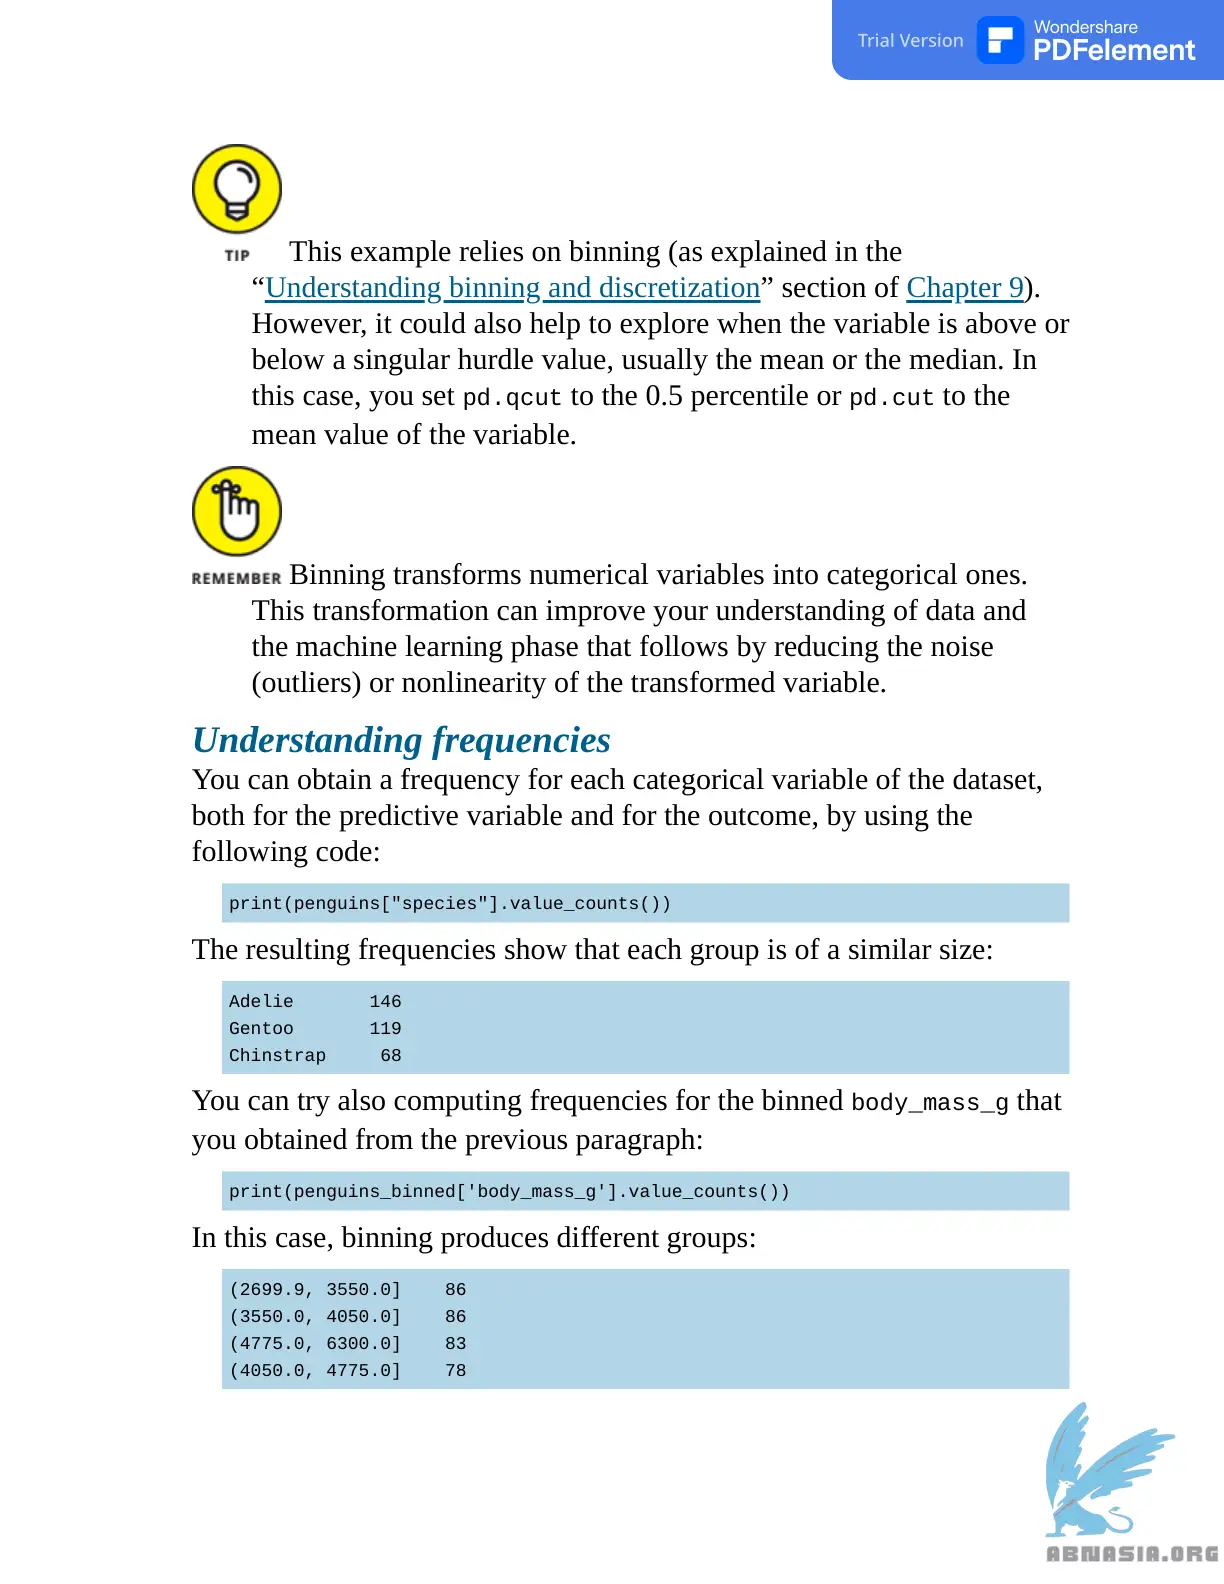 Trial Version
Wondershare
PDFelement
TIP This example relies on binning (as explained in the
“Understanding binning and discretization” section of Chapter 9).
However, it could also help to explore when the variable is above or
below a singular hurdle value, usually the mean or the median. In
this case, you set pd.qcut to the 0.5 percentile or pd.cut to the
mean value of the variable.
REMEMBER Binning transforms numerical variables into categorical ones.
This transformation can improve your understanding of data and
the machine learning phase that follows by reducing the noise
(outliers) or nonlinearity of the transformed variable.
Understanding frequencies
You can obtain a frequency for each categorical variable of the dataset,
both for the predictive variable and for the outcome, by using the
following code:
print(penguins["species"].value_counts())
The resulting frequencies show that each group is of a similar size:
Adelie 146
Gentoo 119
Chinstrap 68
You can try also computing frequencies for the binned body_mass_g that
you obtained from the previous paragraph:
print(penguins_binned['body_mass_g'].value_counts())
In this case, binning produces different groups:
(2699.9, 3550.0] 86
(3550.0, 4050.0] 86
(4775.0, 6300.0] 83
(4050.0, 4775.0] 78
ABNASIA.ORG